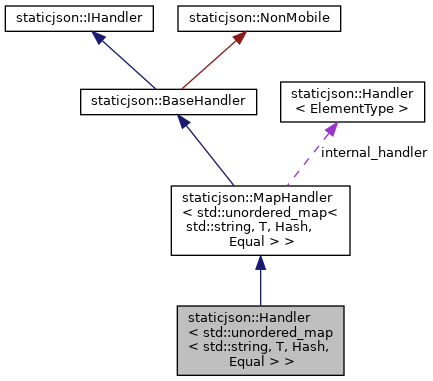 staticjson::IHandler
staticjson::NonMobile
staticjson::BaseHandler
staticjson::Handler
< ElementType >
internal_handler
staticjson::MapHandler
< std::unordered_map<
std::string, T, Hash,
Equal > >
staticjson::Handler
< std::unordered_map
< std::string, T, Hash,
Equal > >